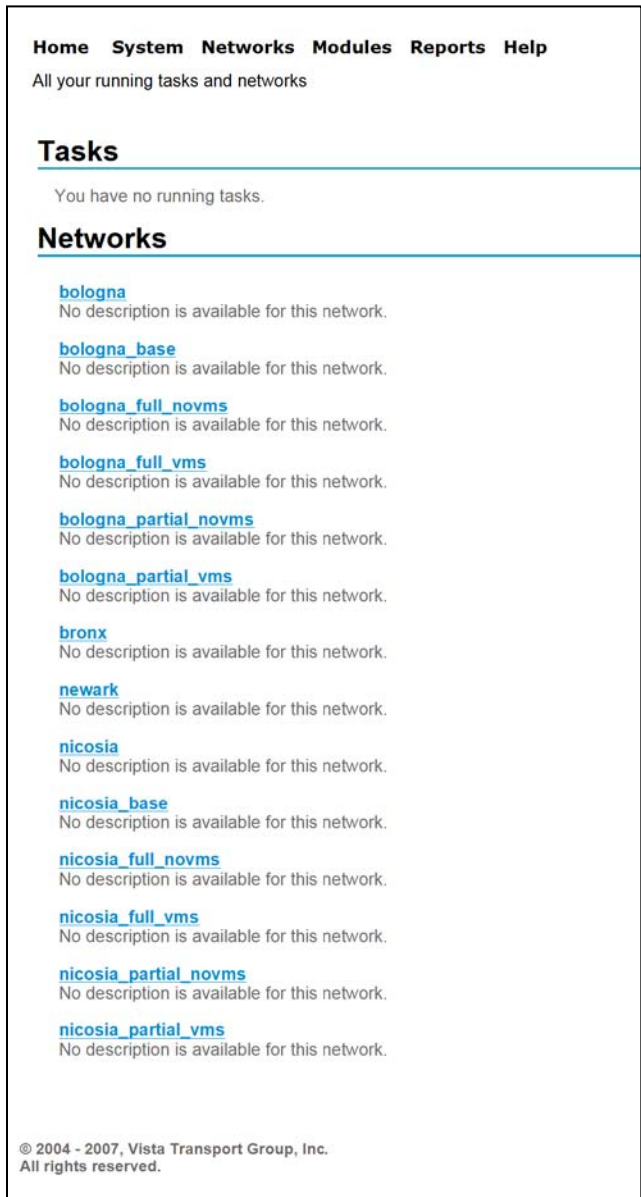 Home System Networks Modules Reports Help
All your running tasks and networks
Tasks
You have no running tasks.
Networks
bologna
No description is available for this network.
bologna_base
No description is available for this network.
bologna_full_novms
No description is available for this network.
bologna_full_vms
No description is available for this network.
bologna_partial_novms
No description is available for this network.
bologna_partial_vms
No description is available for this network.
bronx
No description is available for this network.
newark
No description is available for this network.
nicosia
No description is available for this network.
nicosia_base
No description is available for this network.
nicosia_full_novms
No description is available for this network.
nicosia_full_vms
No description is available for this network.
nicosia_partial_novms
No description is available for this network.
nicosia_partial_vms
No description is available for this network.
© 2004 - 2007, Vista Transport Group, Inc.
All rights reserved.